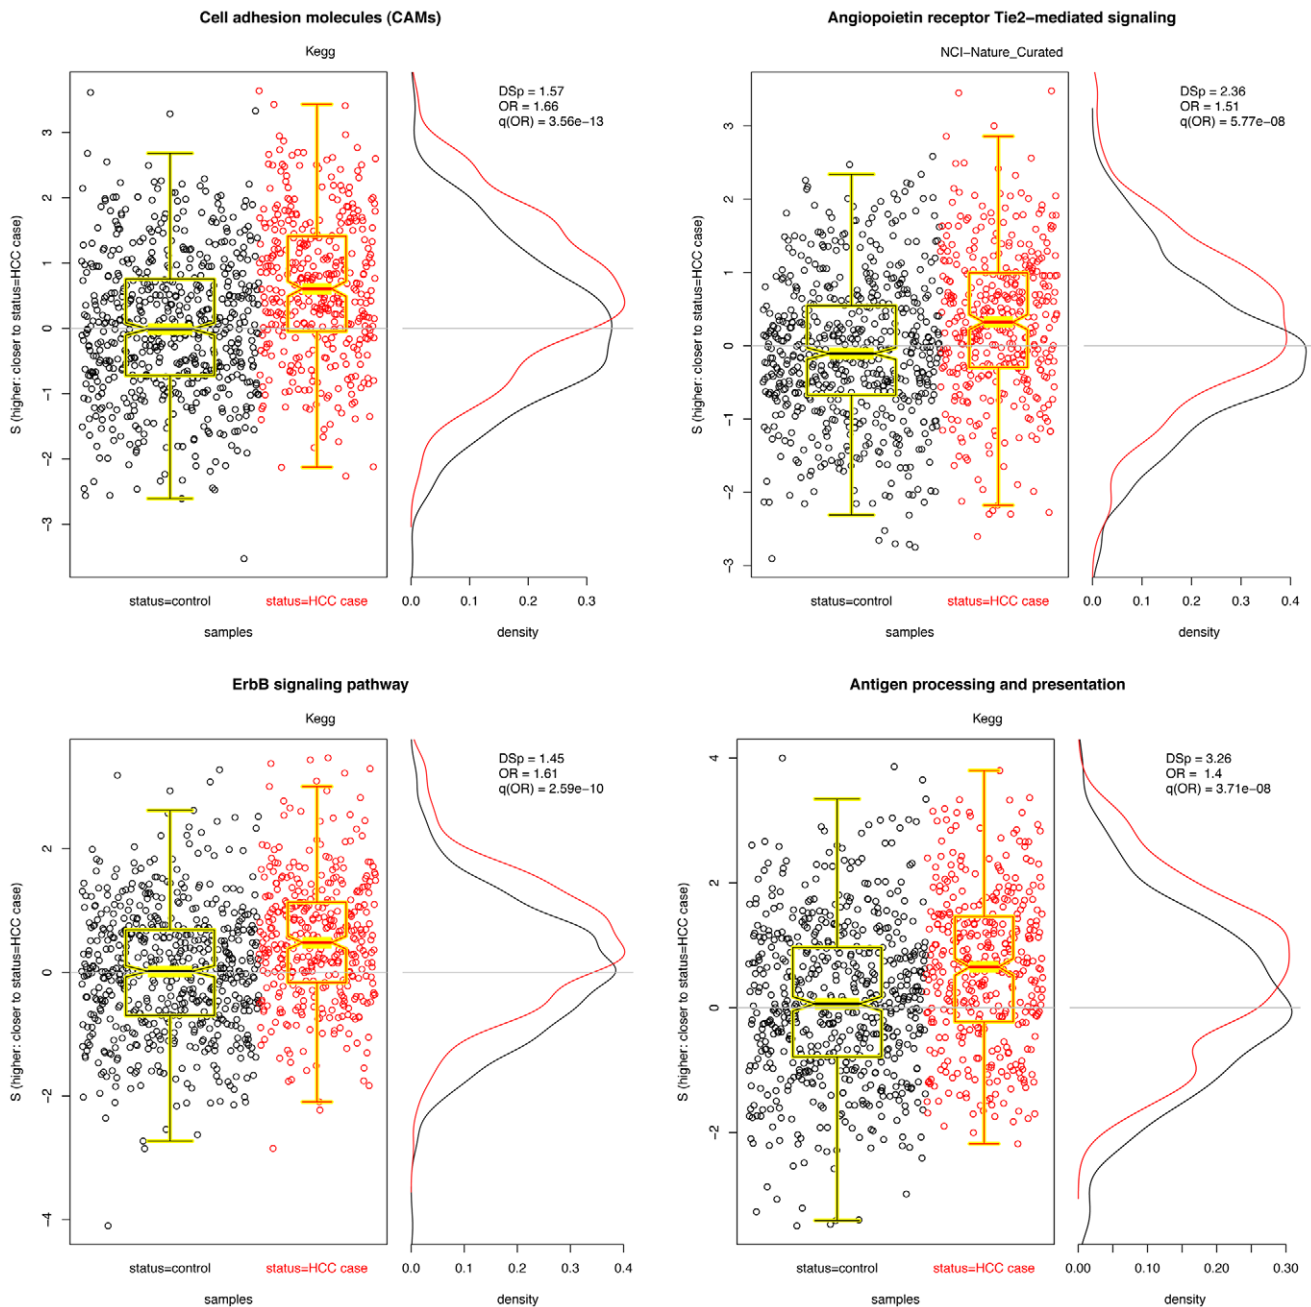 Cell adhesion molecules (CAMs)
Kegg
DSp = 1.57
OR = 1.66
q(OR) = 3.56e−13
S (higher: closer to status=HCC case)
3
2
1
0
−1
−2
−3
status=control
status=HCC case
samples
0.0
0.1
0.2
0.3
density
Angiopoietin receptor Tie2−mediated signaling
NCI−Nature_Curated
DSp = 2.36
OR = 1.51
q(OR) = 5.77e−08
S (higher: closer to status=HCC case)
3
2
1
0
−1
−2
−3
status=control
status=HCC case
samples
0.0
0.1
0.2
0.3
0.4
density
ErbB signaling pathway
Kegg
DSp = 1.45
OR = 1.61
q(OR) = 2.59e−10
S (higher: closer to status=HCC case)
2
0
−2
−4
status=control
status=HCC case
samples
0.0
0.1
0.2
0.3
0.4
density
Antigen processing and presentation
Kegg
DSp = 3.26
OR = 1.4
q(OR) = 3.71e−08
S (higher: closer to status=HCC case)
4
2
0
−2
status=control
status=HCC case
samples
0.00
0.10
0.20
0.30
density